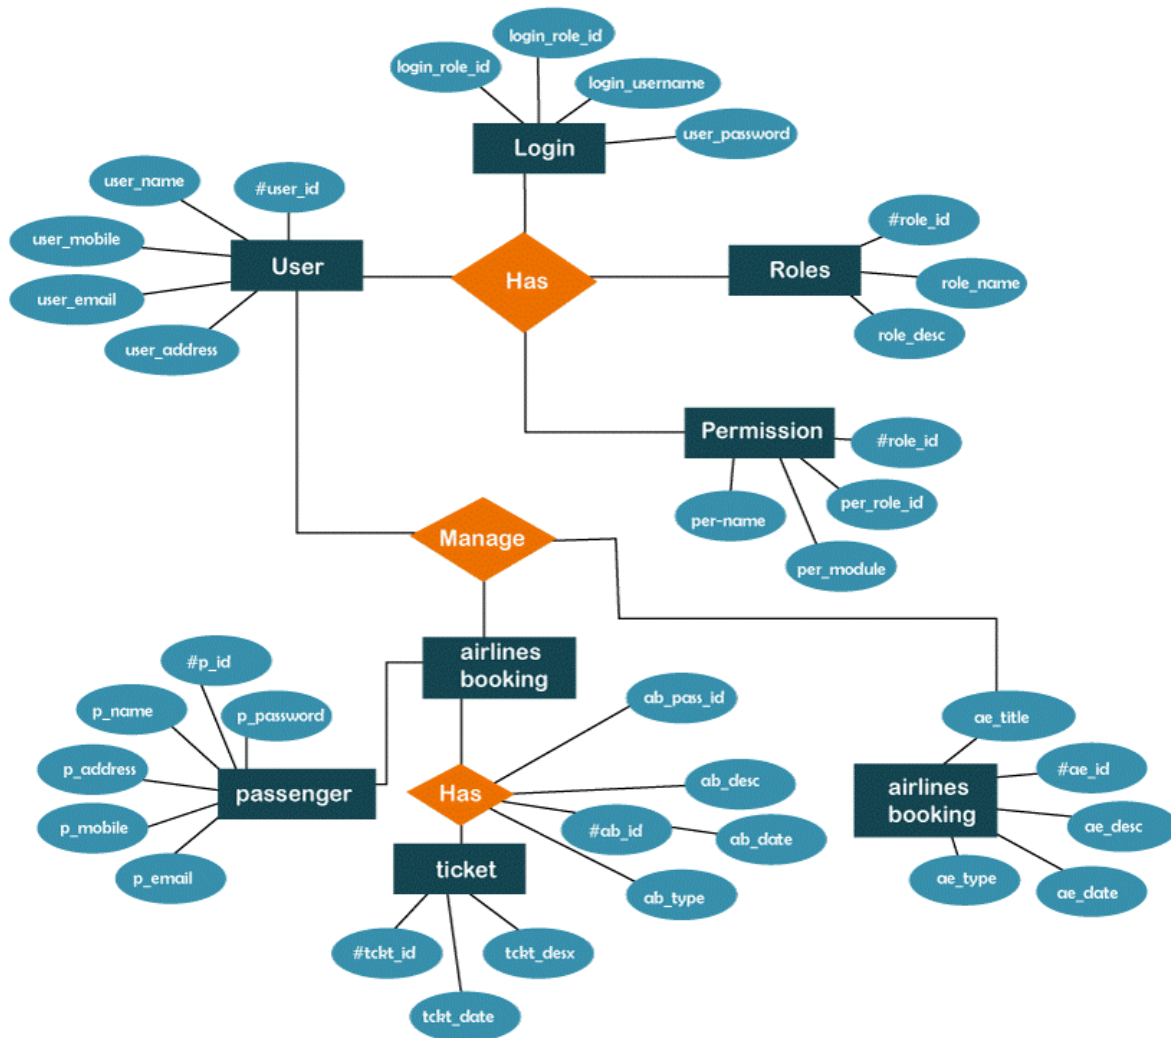 login_role_id
login_role_id
login_username
user_password
Login
user_name
#user_id
user_mobile
User
user_email
user_address
Has
#role_id
Roles
role_name
role_desc
Permission
#role_id
per_role_id
per-name
per_module
Manage
airlines
booking
#p_id
p_name
p_password
p_address
passenger
p_mobile
p_email
ab_pass_id
ab_desc
Has
#ab_id
ab_date
ab_type
ticket
#tckt_id
tckt_desx
tckt_date
ae_title
#ae_id
airlines
booking
ae_desc
ae_type
ae_date